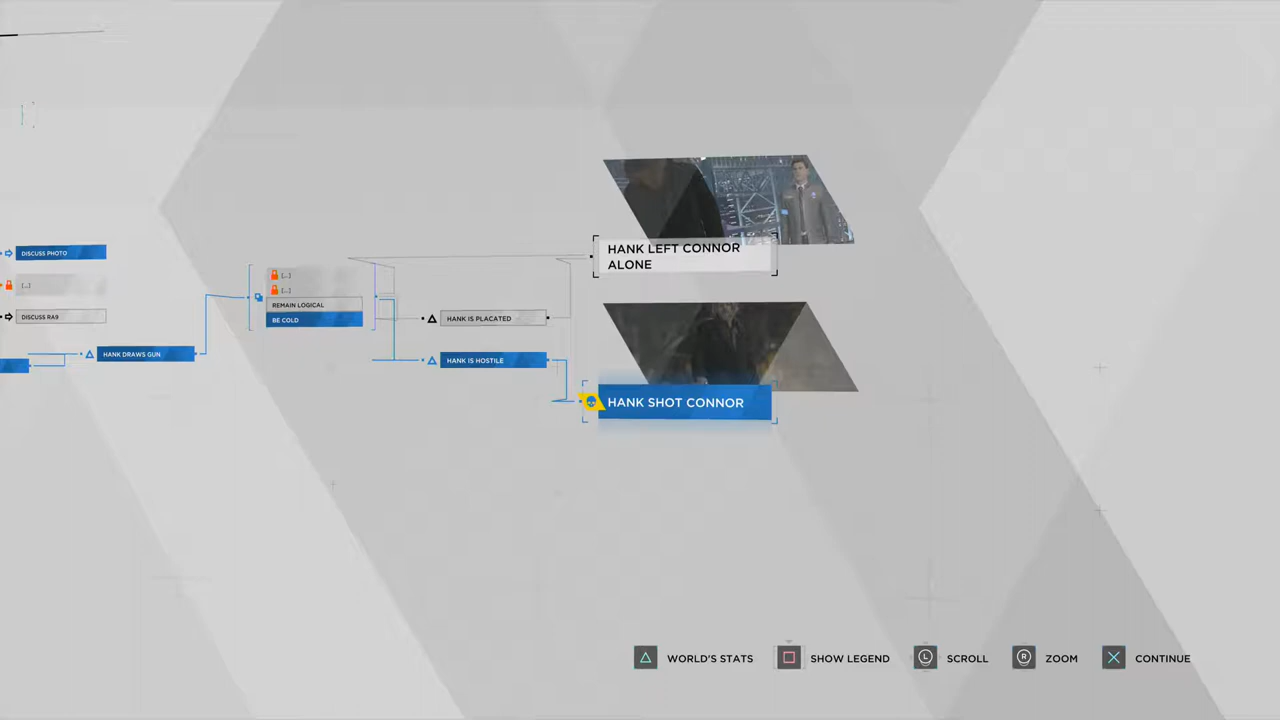 DISCUSS PHOTO
[...]
DISCUSS RA9
HANK DRAWS GUN
[...]
[...]
REMAIN LOGICAL
BE COLD
HANK IS PLACATED
HANK IS HOSTILE
HANK LEFT CONNOR
ALONE
HANK SHOT CONNOR
WORLD'S STATS
SHOW LEGEND
L
SCROLL
R
ZOOM
CONTINUE